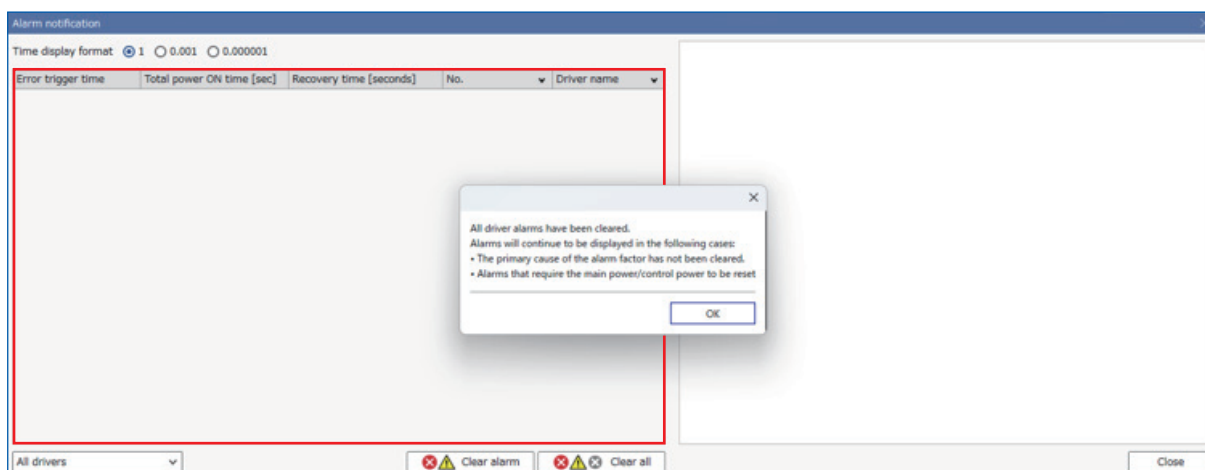 Alarm notification
Time display format 1 0.001 0.000001
Error trigger time Total power ON time [sec] Recovery time [seconds] No. Driver name
All driver alarms have been cleared.
Alarms will continue to be displayed in the following cases:
• The primary cause of the alarm factor has not been cleared.
• Alarms that require the main power/control power to be reset
OK
All drivers Clear alarm Clear all Close